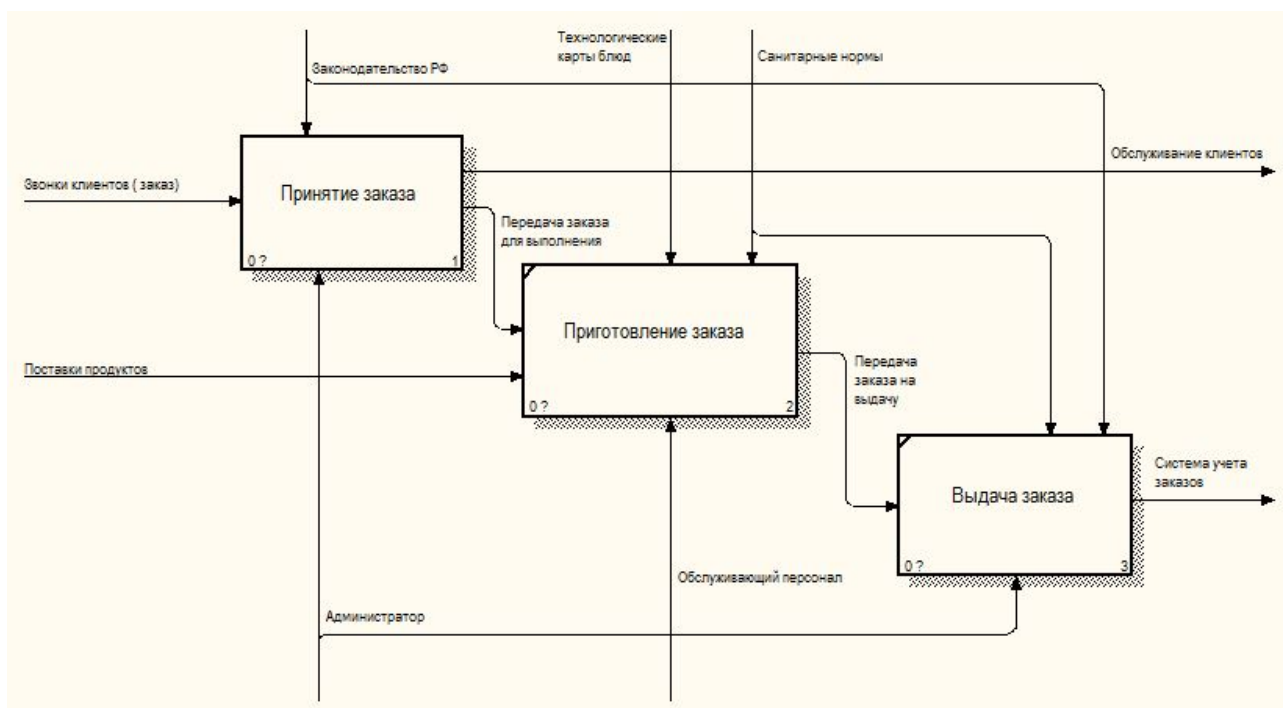 Технологические
карты блюд
Санитарные нормы
Законодательство РФ
Обслуживание клиентов
Звонки клиентов ( заказ)
Принятие заказа
0 ?
1
Передача заказа
для выполнения
Приготовление заказа
0 ?
2
Поставки продуктов
Передача
заказа на
выдачу
Система учета
заказов
Выдача заказа
0 ?
3
Обслуживающий персонал
Администратор